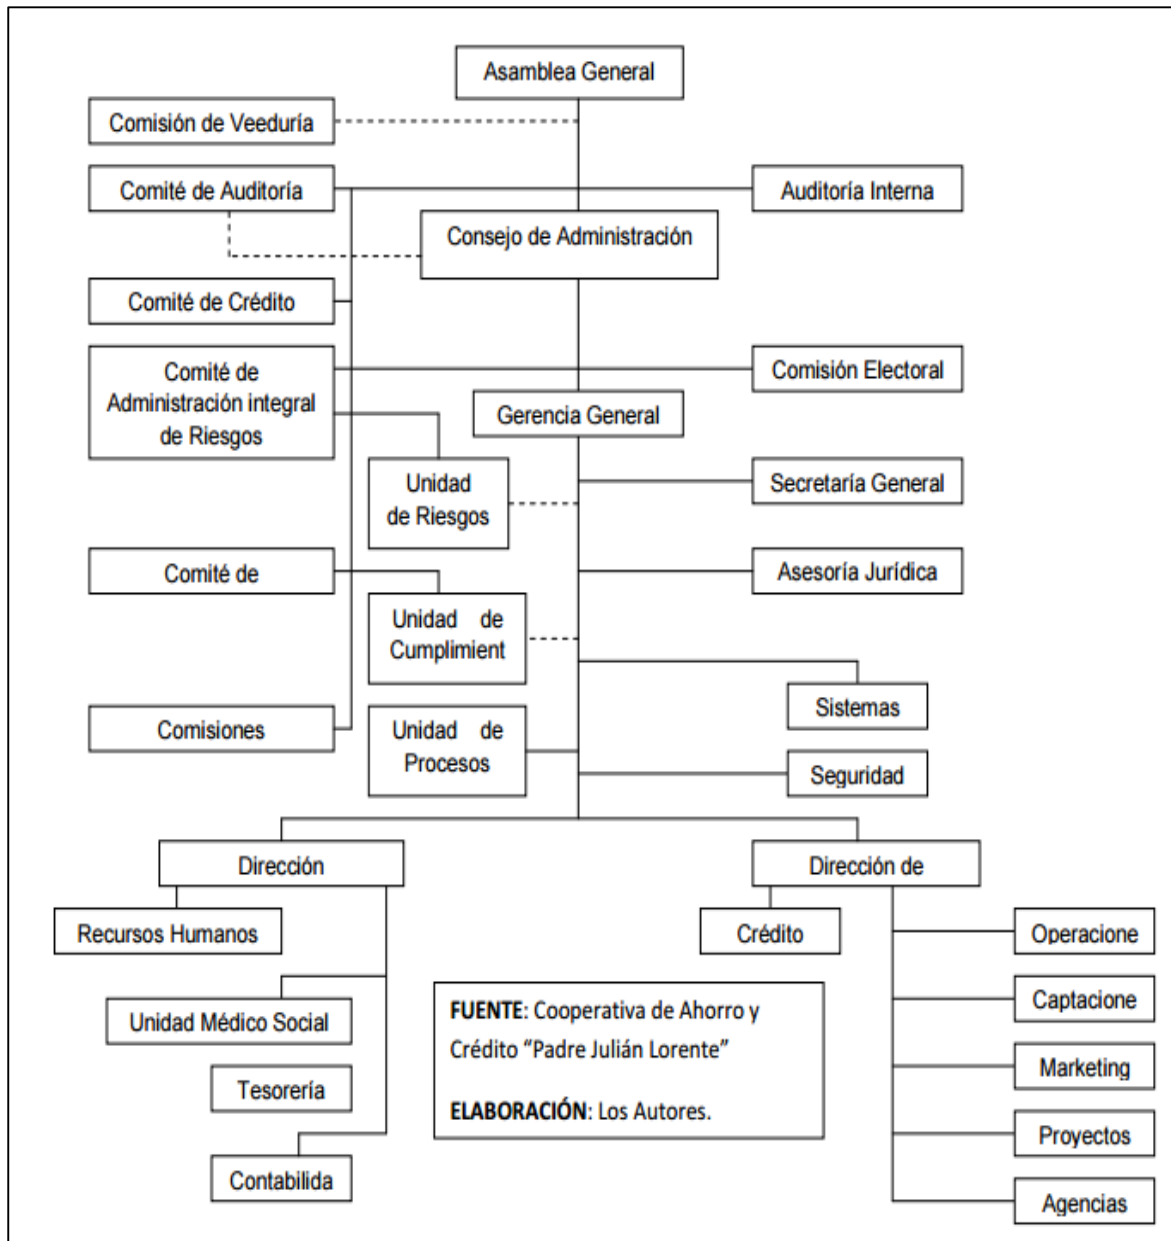 Asamblea General
Comisión de Veeduría
Comité de Auditoría
Auditoría Interna
Consejo de Administración
Comité de Crédito
Comité de
Administración integral
de Riesgos
Comisión Electoral
Gerencia General
Unidad
de Riesgos
Secretaría General
Comité de
Asesoría Jurídica
Unidad de
Cumplimient
Sistemas
Comisiones
Unidad de
Procesos
Seguridad
Dirección
Dirección de
Recursos Humanos
Crédito
Operacione
Unidad Médico Social
Captacione
Tesorería
Marketing
Contabilida
Proyectos
Agencias
FUENTE: Cooperativa de Ahorro y
Crédito “Padre Julián Lorente”
ELABORACIÓN: Los Autores.